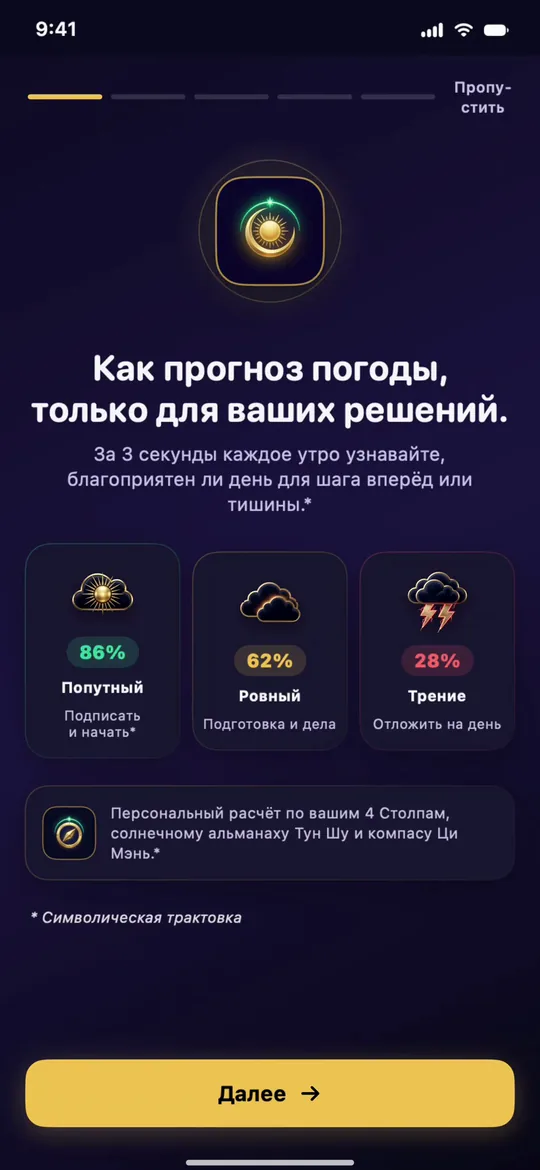 9:41
Пропу-
стить
Как прогноз погоды,
только для ваших решений.
За 3 секунды каждое утро узнавайте,
благоприятен ли день для шага вперёд или
тишины.*
86%
Попутный
Подписать
и начать*
62%
Ровный
Подготовка и дела
28%
Трение
Отложить на день
Персональный расчёт по вашим 4 Столпам,
солнечному альманаху Тун Шу и компасу Ци
Мэнь.*
* Символическая трактовка
Далее →